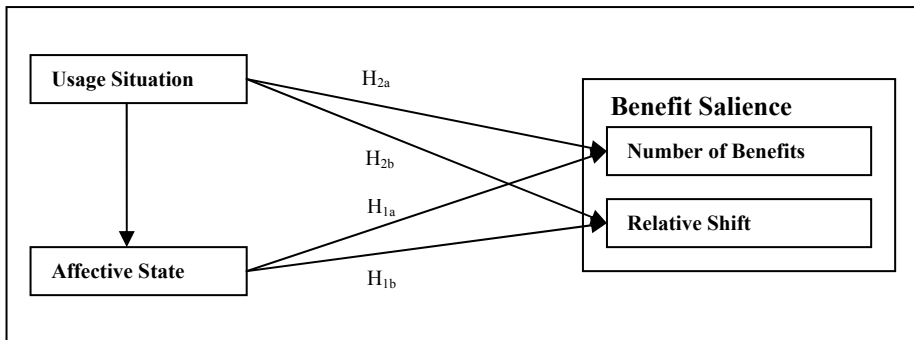 Usage Situation
H2a
Benefit Salience
Number of Benefits
H2b
H1a
Relative Shift
Affective State
H1b